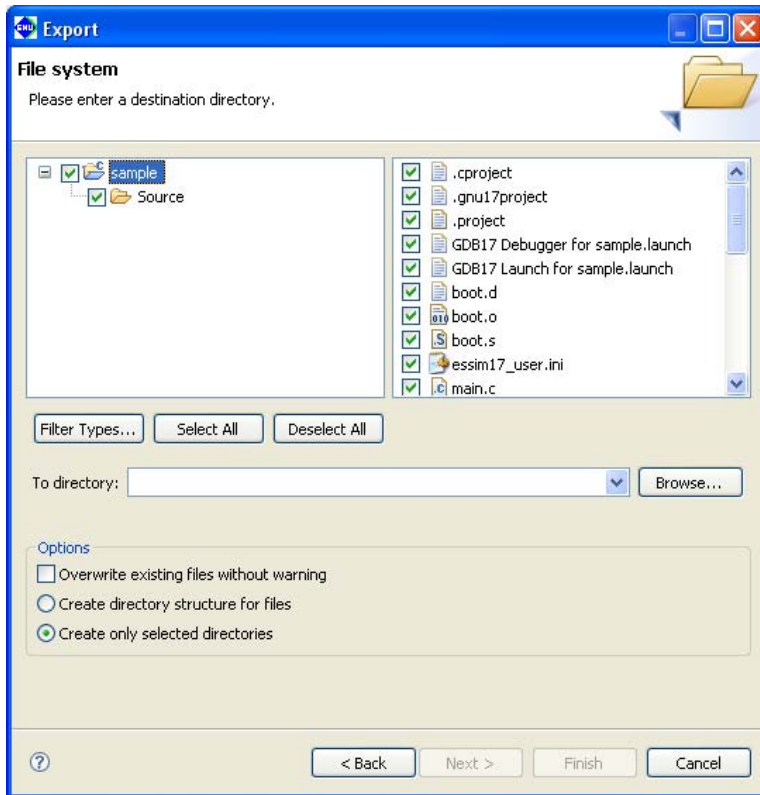 Export
File system
Please enter a destination directory.
sample
Source
.cproject
.gnu17project
.project
GDB17 Debugger for sample.launch
GDB17 Launch for sample.launch
boot.d
boot.o
boot.s
essim17_user.ini
main.c
Filter Types... Select All Deselect All
To directory: Browse...
Options
Overwrite existing files without warning
Create directory structure for files
Create only selected directories
? < Back Next > Finish Cancel